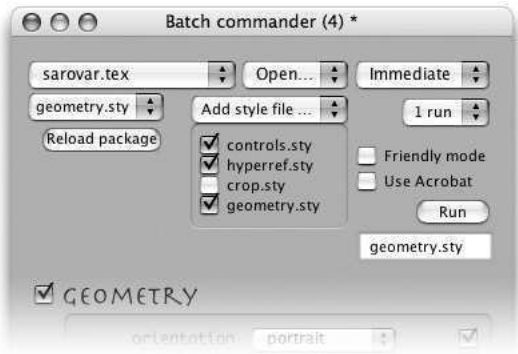 Batch commander (4) *
sarovar.tex Open... Immediate
geometry.sty Add style file ... 1 run
Reload package
controls.sty
hyperref.sty
crop.sty
geometry.sty
Friendly mode
Use Acrobat
Run
geometry.sty
GEOMETRY
orientation portrait